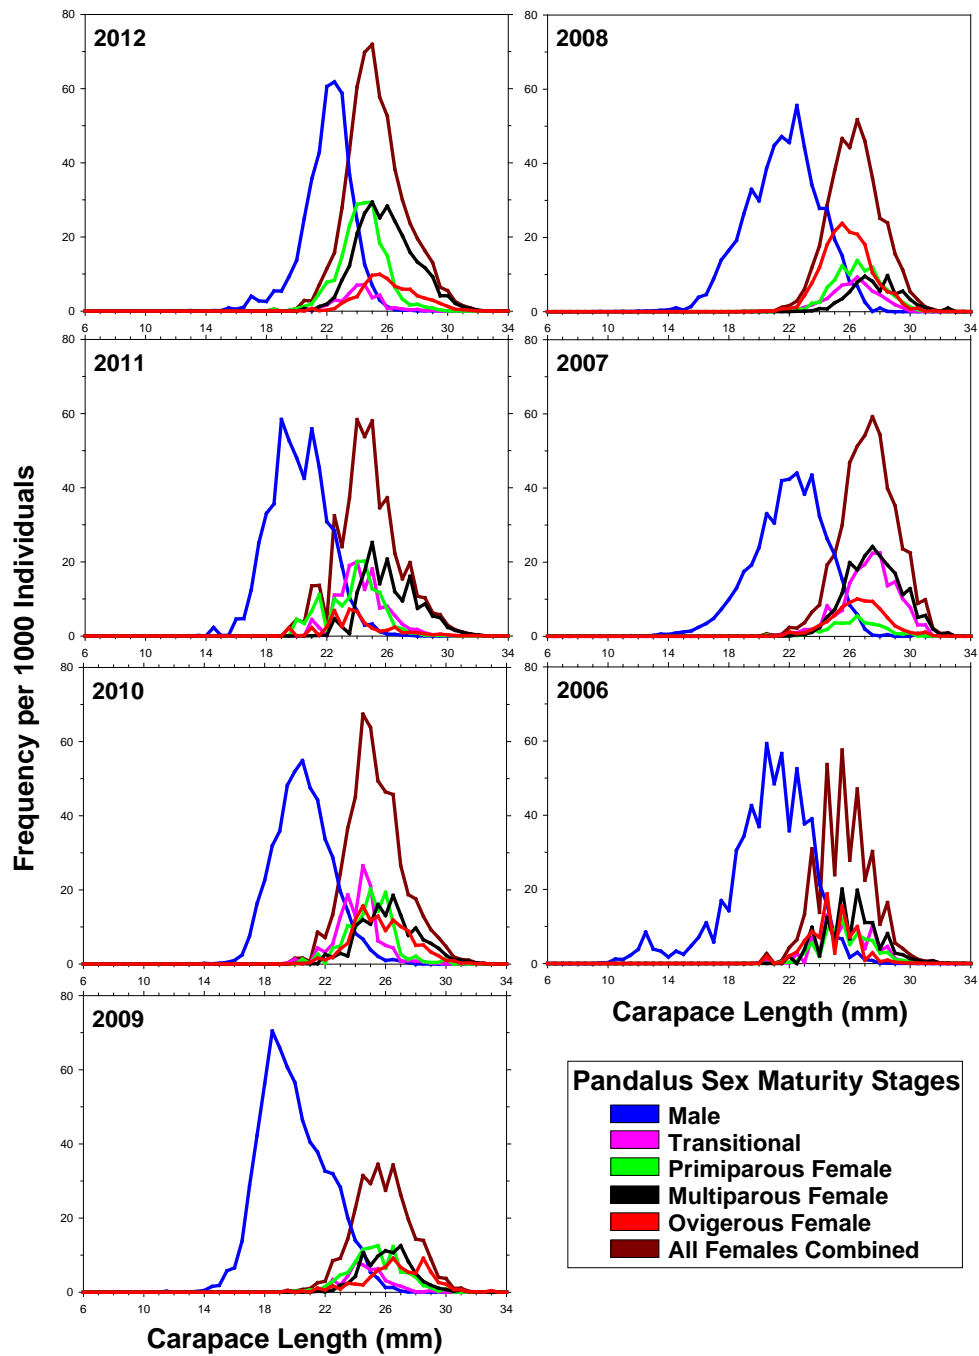 80
60
40
20
0
2012
6 10 14 18 22 26 30 34
80
60
40
20
0
2011
6 10 14 18 22 26 30 34
80
60
40
20
0
2010
6 10 14 18 22 26 30 34
80
60
40
20
0
2009
6 10 14 18 22 26 30 34
Carapace Length (mm)
Frequency per 1000 Individuals
80
60
40
20
0
2008
6 10 14 18 22 26 30 34
80
60
40
20
0
2007
6 10 14 18 22 26 30 34
80
60
40
20
0
2006
6 10 14 18 22 26 30 34
Carapace Length (mm)
Pandalus Sex Maturity Stages
Male
Transitional
Primiparous Female
Multiparous Female
Ovigerous Female
All Females Combined